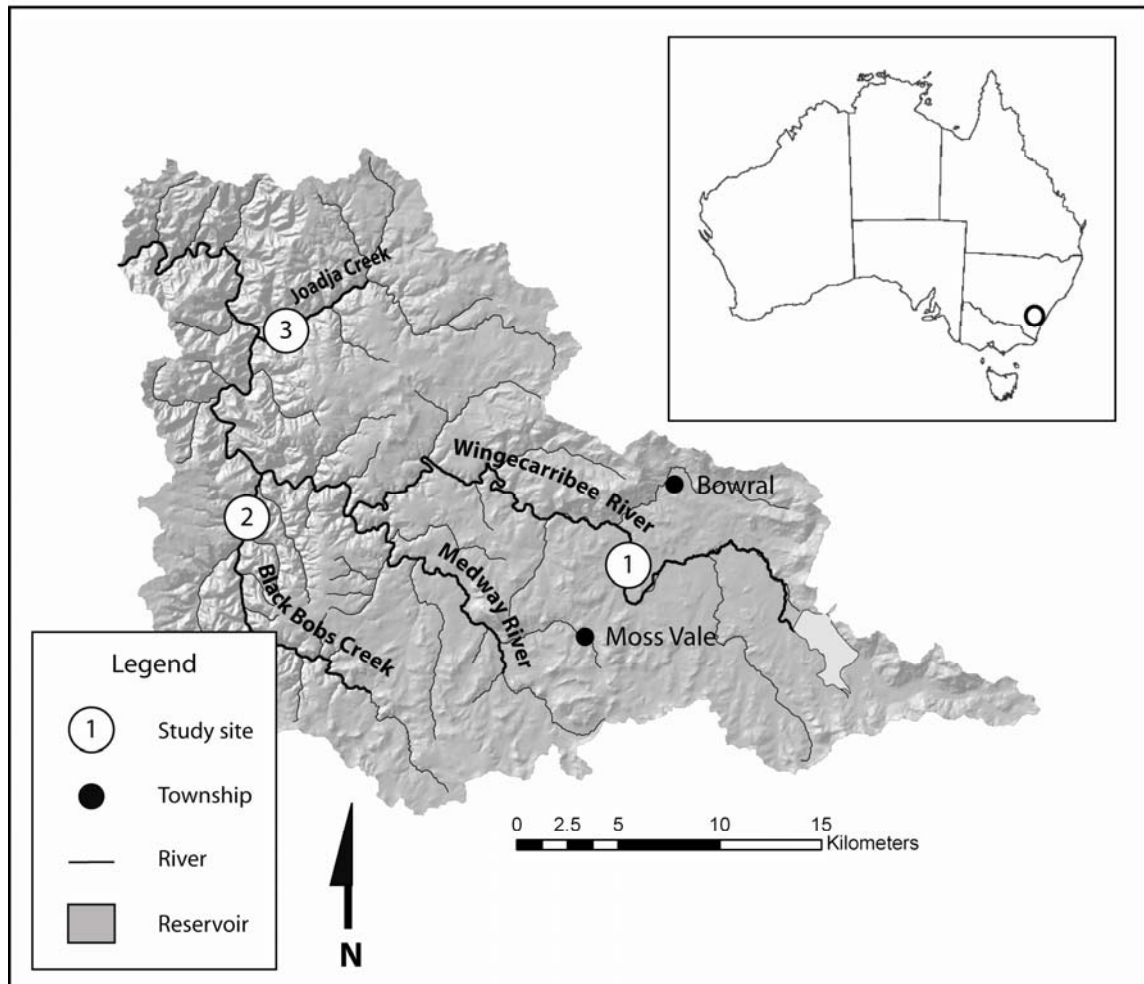 Joadja Creek
3
Wingecarribee River
Bowral
2
1
Medway River
Black Bobs Creek
Moss Vale
Legend
1 Study site
Township
River
Reservoir
N
0 2.5 5 10 15
Kilometers